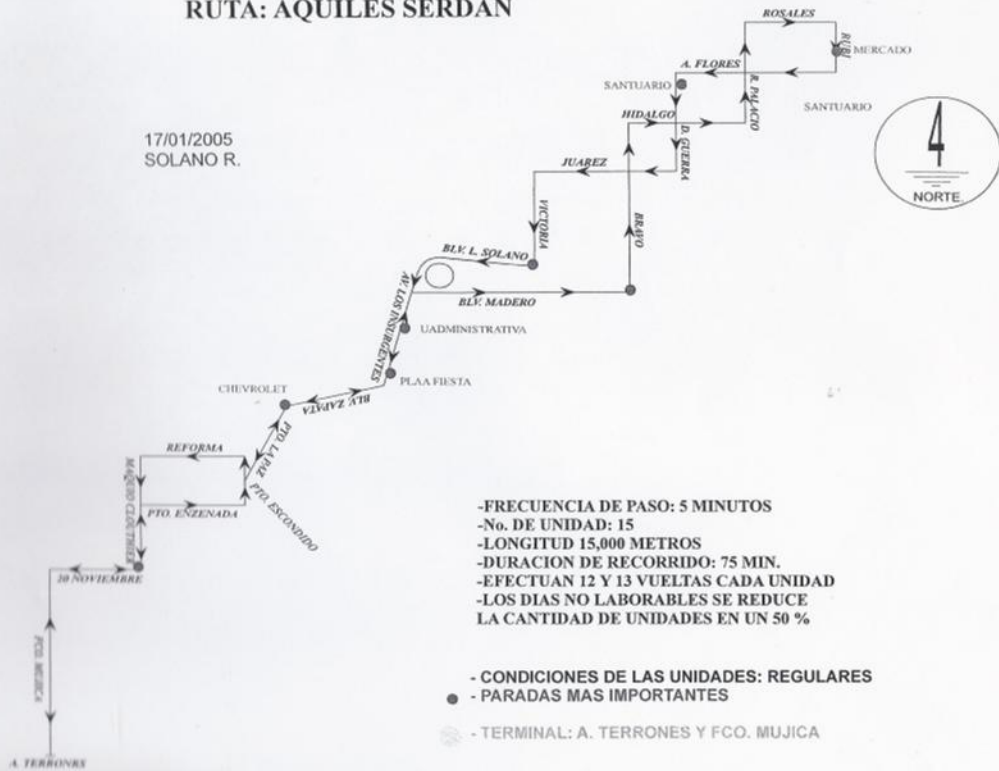 RUTA: AQUILES SERDAN
ROSALES
RUBI
MERCADO
A. FLORES
SANTUARIO
R. PALACIO
SANTUARIO
HIDALGO
D. GUERRA
17/01/2005
SOLANO R.
JUAREZ
NORTE
VICTORIA
BRAVO
BLV. L. SOLANO
AV. LOS INSURGENTES
BLV. MADERO
UADMINISTRATIVA
PLAA FIESTA
CHEVROLET
BLV. ZAPATA
PTO. LA PAZ
REFORMA
MAQUIO CLOUTHIER
PTO. ENZENADA
PTO. ESCONDIDO
20 NOVIEMBRE
FCO. MUJICA
A. TERRONRS
-FRECUENCIA DE PASO: 5 MINUTOS
-No. DE UNIDAD: 15
-LONGITUD 15,000 METROS
-DURACION DE RECORRIDO: 75 MIN.
-EFECTUAN 12 Y 13 VUELTAS CADA UNIDAD
-LOS DIAS NO LABORABLES SE REDUCE
LA CANTIDAD DE UNIDADES EN UN 50 %
- CONDICIONES DE LAS UNIDADES: REGULARES
- PARADAS MAS IMPORTANTES
- TERMINAL: A. TERRONES Y FCO. MUJICA